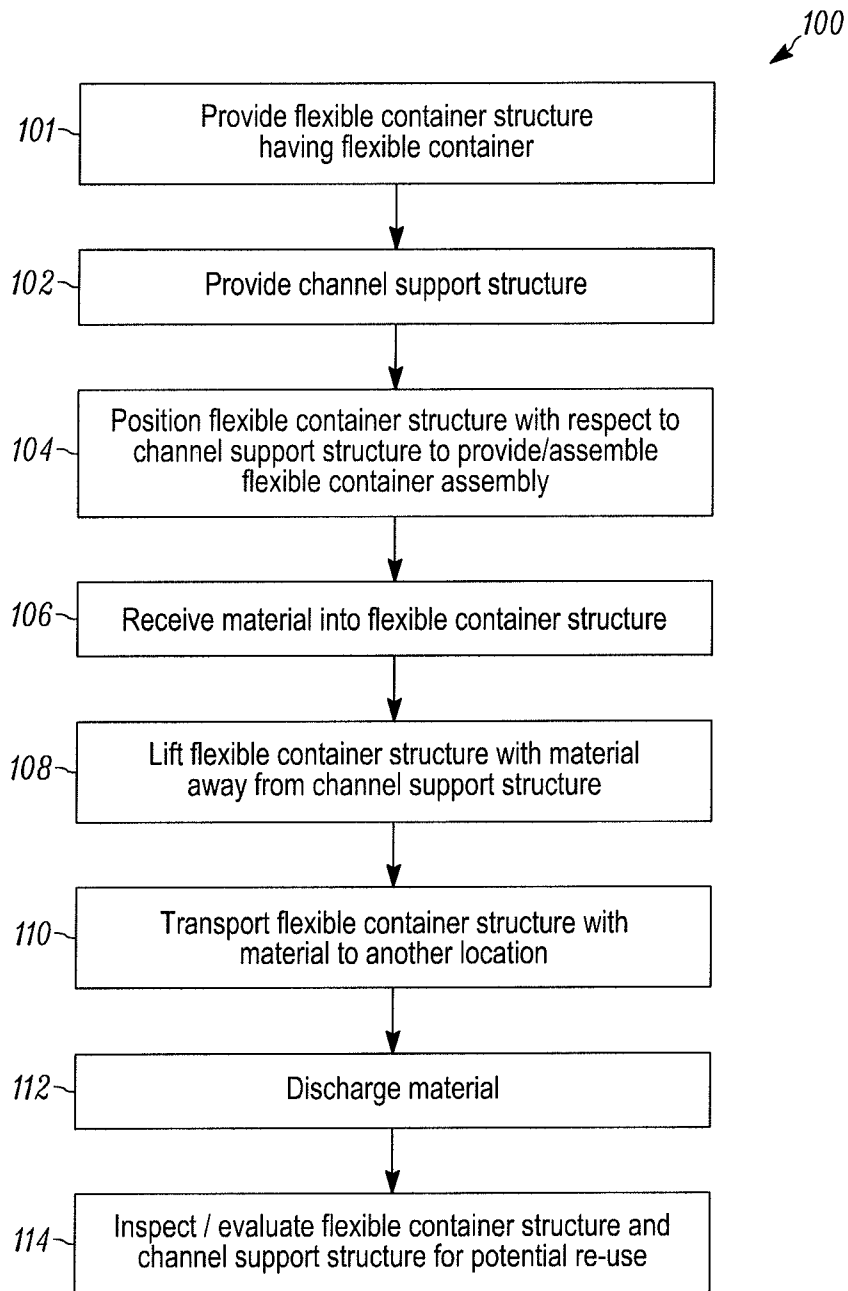 100
101
Provide flexible container structure
having flexible container
102
Provide channel support structure
104
Position flexible container structure with respect to
channel support structure to provide/assemble
flexible container assembly
106
Receive material into flexible container structure
108
Lift flexible container structure with material
away from channel support structure
110
Transport flexible container structure with
material to another location
112
Discharge material
114
Inspect / evaluate flexible container structure and
channel support structure for potential re-use